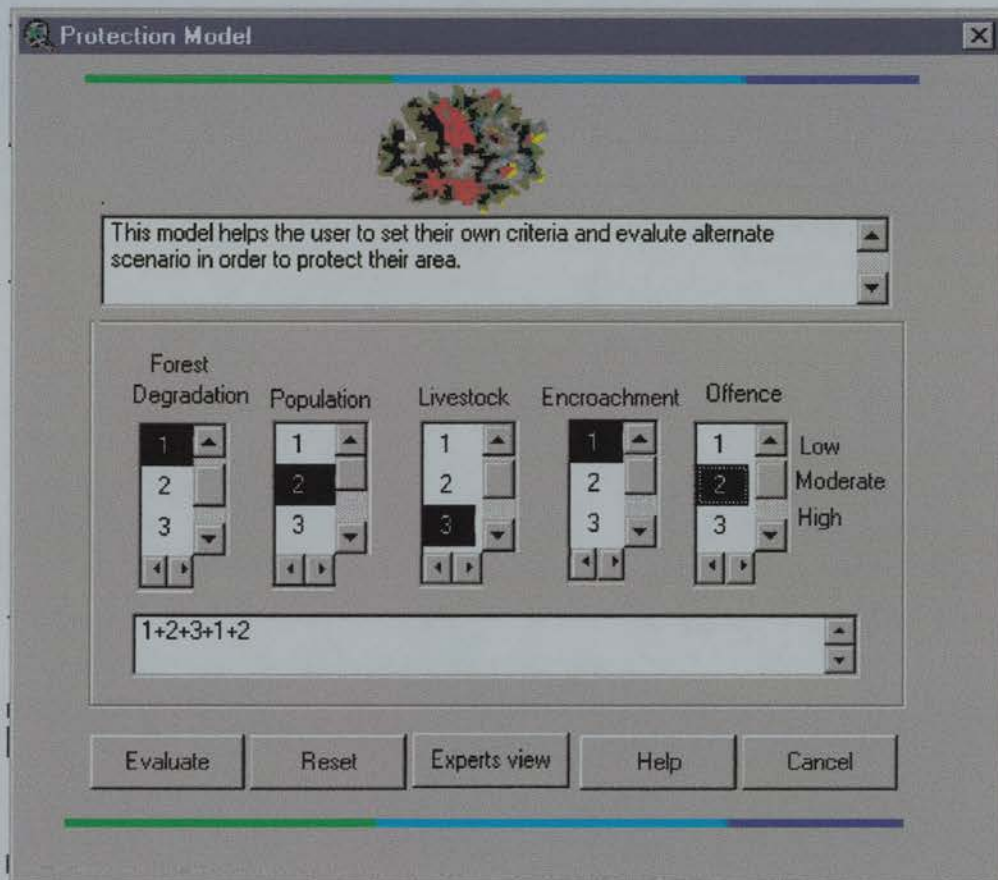 Protection Model
This model helps the user to set their own criteria and evalute alternate
scenario in order to protect their area.
Forest
Degradation Population Livestock Encroachment Offence
1 1 1 1 1 Low
2 2 2 2 2 Moderate
3 3 3 3 3 High
1+2+3+1+2
Evaluate Reset Experts view Help Cancel